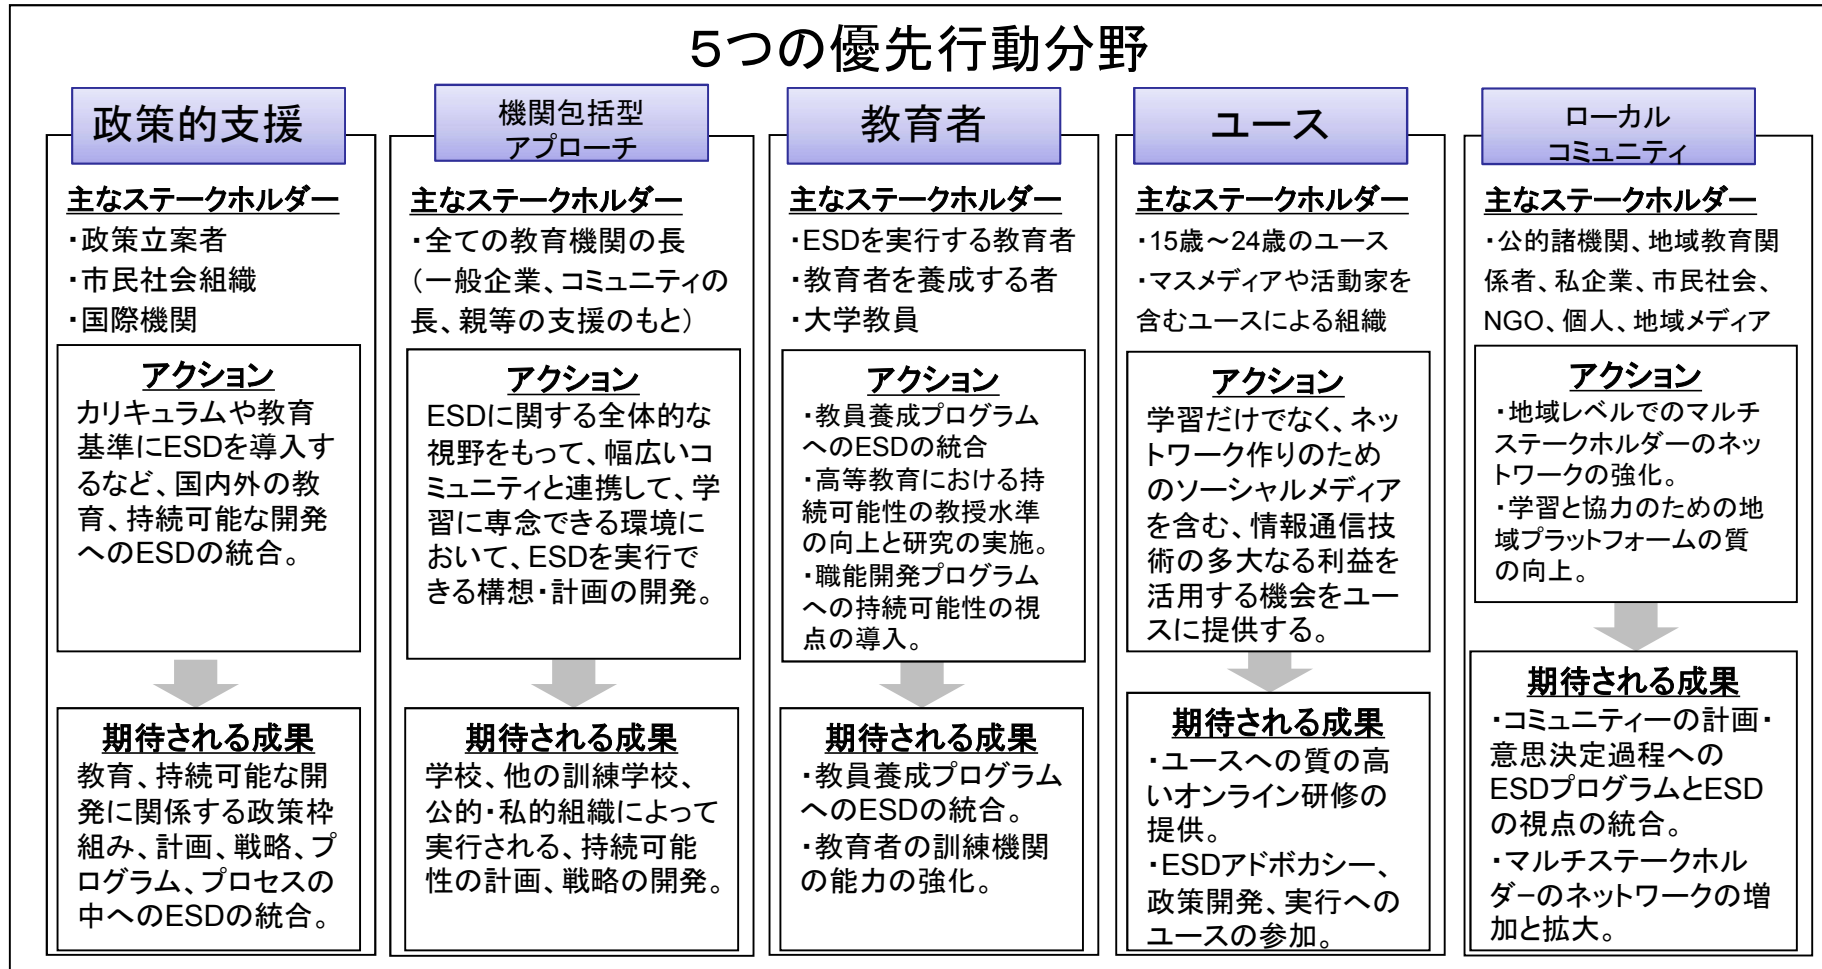 5つの優先行動分野
政策的支援
主なステークホルダー
・政策立案者
・市民社会組織
・国際機関
アクション
カリキュラムや教育
基準にESDを導入す
るなど、国内外の教
育、持続可能な開発
へのESDの統合。
期待される成果
教育、持続可能な開
発に関係する政策枠
組み、計画、戦略、プ
ログラム、プロセスの
中へのESDの統合。
機関包括型
アプローチ
主なステークホルダー
・全ての教育機関の長
（一般企業、コミュニティの
長、親等の支援のもと）
アクション
ESDに関する全体的な
視野をもって、幅広いコ
ミュニティと連携して、学
習に専念できる環境に
おいて、ESDを実行で
きる構想・計画の開発。
期待される成果
学校、他の訓練学校、
公的・私的組織によって
実行される、持続可能
性の計画、戦略の開発。
教育者
主なステークホルダー
・ESDを実行する教育者
・教育者を養成する者
・大学教員
アクション
・教員養成プログラム
へのESDの統合
・高等教育における持
続可能性の教授水準
の向上と研究の実施。
・職能開発プログラム
への持続可能性の視
点の導入。
期待される成果
・教員養成プログラム
へのESDの統合。
・教育者の訓練機関
の能力の強化。
ユース
主なステークホルダー
・15歳～24歳のユース
・マスメディアや活動家を
含むユースによる組織
アクション
学習だけでなく、ネッ
トワーク作りのため
のソーシャルメディア
を含む、情報通信技
術の多大なる利益を
活用する機会をユー
スに提供する。
期待される成果
・ユースへの質の高
いオンライン研修の
提供。
・ESDアドボカシー、
政策開発、実行への
ユースの参加。
ローカル
コミュニティ
主なステークホルダー
・公的諸機関、地域教育関
係者、私企業、市民社会、
NGO、個人、地域メディア
アクション
・地域レベルでのマルチ
ステークホルダーのネッ
トワークの強化。
・学習と協力のための地
域プラットフォームの質
の向上。
期待される成果
・コミュニティーの計画・
意思決定過程への
ESDプログラムとESD
の視点の統合。
・マルチステークホル
ダ−のネットワークの増
加と拡大。